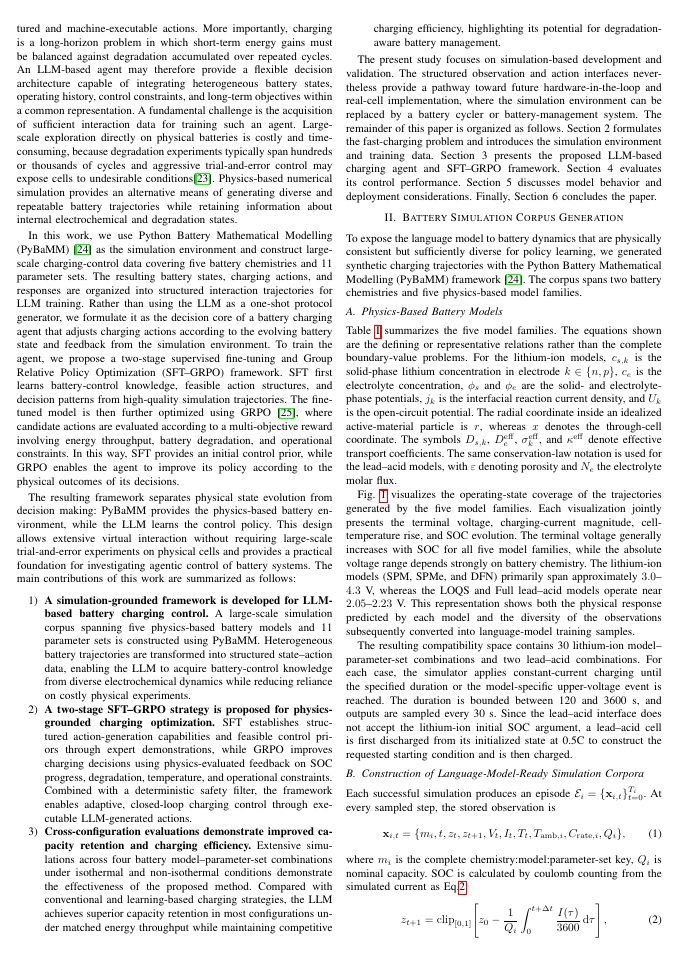 tured and machine-executable actions. More importantly, charging
is a long-horizon problem in which short-term energy gains must
be balanced against degradation accumulated over repeated cycles.
An LLM-based agent may therefore provide a flexible decision
architecture capable of integrating heterogeneous battery states,
operating history, control constraints, and long-term objectives within
a common representation. A fundamental challenge is the acquisition
of sufficient interaction data for training such an agent. Large-
scale exploration directly on physical batteries is costly and time-
consuming, because degradation experiments typically span hundreds
or thousands of cycles and aggressive trial-and-error control may
expose cells to undesirable conditions[23]. Physics-based numerical
simulation provides an alternative means of generating diverse and
repeatable battery trajectories while retaining information about
internal electrochemical and degradation states.
In this work, we use Python Battery Mathematical Modelling
(PyBaMM) [24] as the simulation environment and construct large-
scale charging-control data covering five battery chemistries and 11
parameter sets. The resulting battery states, charging actions, and
responses are organized into structured interaction trajectories for
LLM training. Rather than using the LLM as a one-shot protocol
generator, we formulate it as the decision core of a battery charging
agent that adjusts charging actions according to the evolving battery
state and feedback from the simulation environment. To train the
agent, we propose a two-stage supervised fine-tuning and Group
Relative Policy Optimization (SFT–GRPO) framework. SFT first
learns battery-control knowledge, feasible action structures, and
decision patterns from high-quality simulation trajectories. The fine-
tuned model is then further optimized using GRPO [25], where
candidate actions are evaluated according to a multi-objective reward
involving energy throughput, battery degradation, and operational
constraints. In this way, SFT provides an initial control prior, while
GRPO enables the agent to improve its policy according to the
physical outcomes of its decisions.
The resulting framework separates physical state evolution from
decision making: PyBaMM provides the physics-based battery en-
vironment, while the LLM learns the control policy. This design
allows extensive virtual interaction without requiring large-scale
trial-and-error experiments on physical cells and provides a practical
foundation for investigating agentic control of battery systems. The
main contributions of this work are summarized as follows:
1) A simulation-grounded framework is developed for LLM-
based battery charging control. A large-scale simulation
corpus spanning five physics-based battery models and 11
parameter sets is constructed using PyBaMM. Heterogeneous
battery trajectories are transformed into structured state–action
data, enabling the LLM to acquire battery-control knowledge
from diverse electrochemical dynamics while reducing reliance
on costly physical experiments.
2) A two-stage SFT–GRPO strategy is proposed for physics-
grounded charging optimization. SFT establishes struc-
tured action-generation capabilities and feasible control pri-
ors through expert demonstrations, while GRPO improves
charging decisions using physics-evaluated feedback on SOC
progress, degradation, temperature, and operational constraints.
Combined with a deterministic safety filter, the framework
enables adaptive, closed-loop charging control through exe-
cutable LLM-generated actions.
3) Cross-configuration evaluations demonstrate improved ca-
pacity retention and charging efficiency. Extensive simu-
lations across four battery model–parameter-set combinations
under isothermal and non-isothermal conditions demonstrate
the effectiveness of the proposed method. Compared with
conventional and learning-based charging strategies, the LLM
achieves superior capacity retention in most configurations un-
der matched energy throughput while maintaining competitive
charging efficiency, highlighting its potential for degradation-
aware battery management.
The present study focuses on simulation-based development and
validation. The structured observation and action interfaces never-
theless provide a pathway toward future hardware-in-the-loop and
real-cell implementation, where the simulation environment can be
replaced by a battery cycler or battery-management system. The
remainder of this paper is organized as follows. Section 2 formulates
the fast-charging problem and introduces the simulation environment
and training data. Section 3 presents the proposed LLM-based
charging agent and SFT–GRPO framework. Section 4 evaluates
its control performance. Section 5 discusses model behavior and
deployment considerations. Finally, Section 6 concludes the paper.
II. BATTERY SIMULATION CORPUS GENERATION
To expose the language model to battery dynamics that are physically
consistent but sufficiently diverse for policy learning, we generated
synthetic charging trajectories with the Python Battery Mathematical
Modelling (PyBaMM) framework [24]. The corpus spans two battery
chemistries and five physics-based model families.
A. Physics-Based Battery Models
Table 1 summarizes the five model families. The equations shown
are the defining or representative relations rather than the complete
boundary-value problems. For the lithium-ion models, c_{s,k} is the
solid-phase lithium concentration in electrode k ∈ {n, p}, c_e is the
electrolyte concentration, ϕ_s and ϕ_e are the solid- and electrolyte-
phase potentials, j_k is the interfacial reaction current density, and U_k
is the open-circuit potential. The radial coordinate inside an idealized
active-material particle is r, whereas x denotes the through-cell
coordinate. The symbols D_{s,k}, D_e^{eff}, σ_k^{eff}, and κ^{eff} denote effective
transport coefficients. The same conservation-law notation is used for
the lead–acid models, with ε denoting porosity and N_e the electrolyte
molar flux.
Fig. 1 visualizes the operating-state coverage of the trajectories
generated by the five model families. Each visualization jointly
presents the terminal voltage, charging-current magnitude, cell-
temperature rise, and SOC evolution. The terminal voltage generally
increases with SOC for all five model families, while the absolute
voltage range depends strongly on battery chemistry. The lithium-ion
models (SPM, SPMe, and DFN) primarily span approximately 3.0–
4.3 V, whereas the LOQS and Full lead–acid models operate near
2.05–2.23 V. This representation shows both the physical response
predicted by each model and the diversity of the observations
subsequently converted into language-model training samples.
The resulting compatibility space contains 30 lithium-ion model–
parameter-set combinations and two lead–acid combinations. For
each case, the simulator applies constant-current charging until
the specified duration or the model-specific upper-voltage event is
reached. The duration is bounded between 120 and 3600 s, and
outputs are sampled every 30 s. Since the lead–acid interface does
not accept the lithium-ion initial SOC argument, a lead–acid cell
is first discharged from its initialized state at 0.5C to construct the
requested starting condition and is then charged.
B. Construction of Language-Model-Ready Simulation Corpora
Each successful simulation produces an episode ℰ_i = {x_{i,t}}_{t=0}^{T_i}. At
every sampled step, the stored observation is
x_{i,t} = {m_i, t, z_t, z_{t+1}, V_t, I_t, T_t, T_{amb,i}, C_{rate,i}, Q_i}, (1)
where m_i is the complete chemistry:model:parameter-set key, Q_i is
nominal capacity. SOC is calculated by coulomb counting from the
simulated current as Eq.2
z_{t+1} = clip_{[0,1]} [ z_0 − \frac{1}{Q_i} ∫_0^{t+Δt} \frac{I(τ)}{3600} dτ ] , (2)